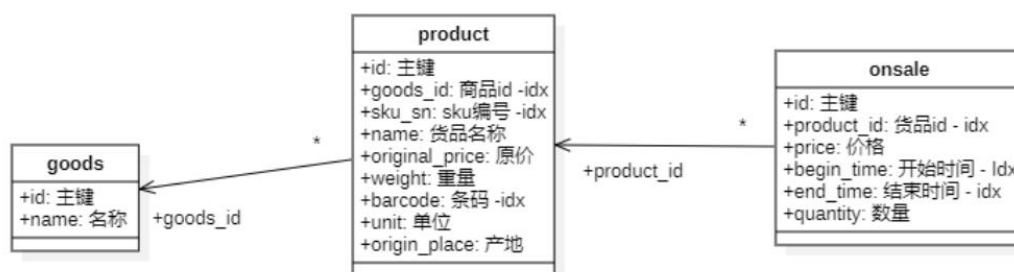 goods
+id: 主键
+name: 名称
*
+goods_id
product
+id: 主键
+goods_id: 商品id -idx
+sku_sn: sku编号 -idx
+name: 货品名称
+original_price: 原价
+weight: 重量
+barcode: 条码 -idx
+unit: 单位
+origin_place: 产地
*
+product_id
onsale
+id: 主键
+product_id: 货品id - idx
+price: 价格
+begin_time: 开始时间 - Idx
+end_time: 结束时间 - idx
+quantity: 数量